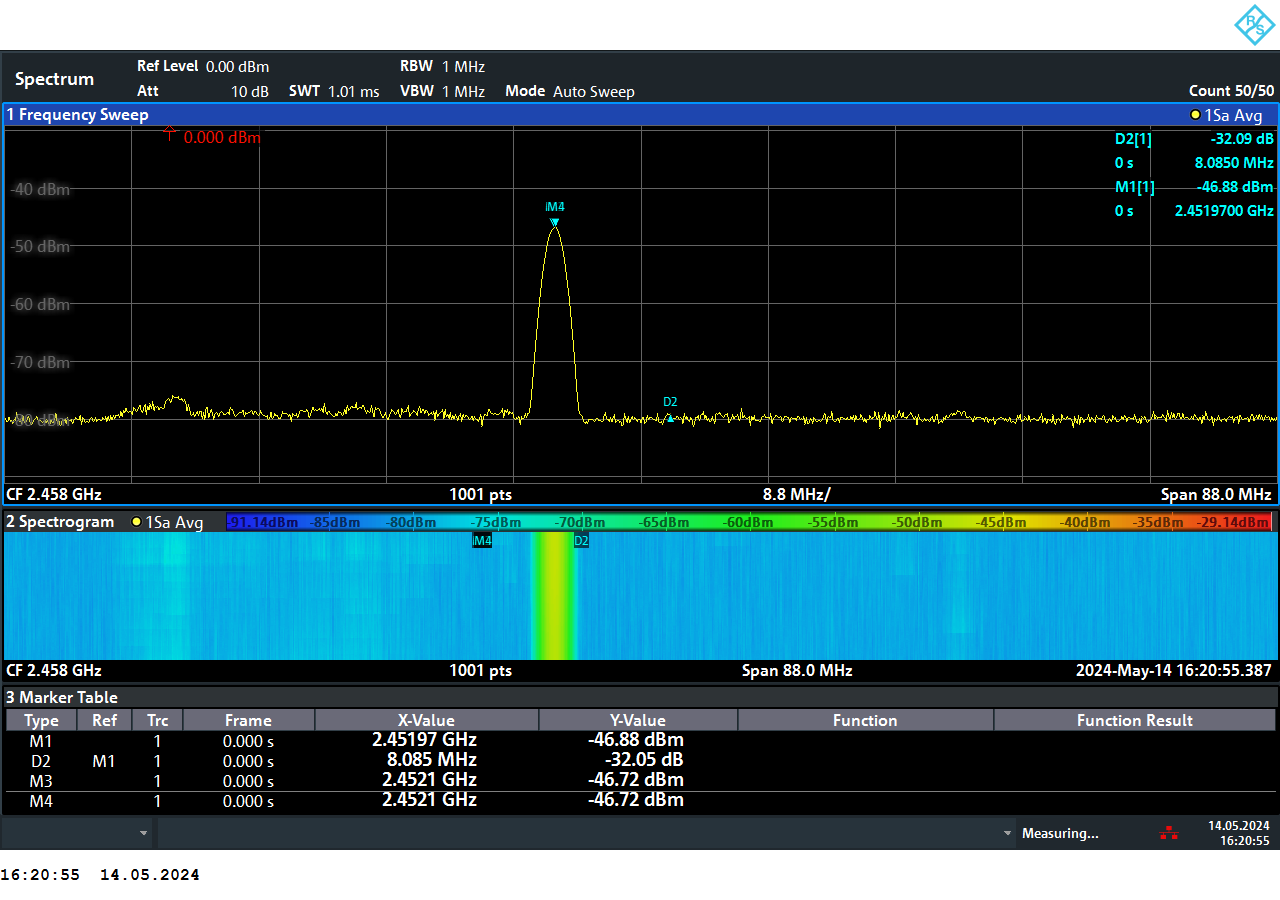 R S
Ref Level 0.00 dBm RBW 1 MHz
Spectrum
Att 10 dB SWT 1.01 ms VBW 1 MHz Mode Auto Sweep Count 50/50
1 Frequency Sweep 1Sa Avg
0.000 dBm D2[1] -32.09 dB
0 s 8.0850 MHz
-40 dBm M1[1] -46.88 dBm
M4 0 s 2.4519700 GHz
-50 dBm
-60 dBm
-70 dBm
D2
-80 dBm
CF 2.458 GHz 1001 pts 8.8 MHz/ Span 88.0 MHz
2 Spectrogram 1Sa Avg -91.14dBm -85dBm -80dBm -75dBm -70dBm -65dBm -60dBm -55dBm -50dBm -45dBm -40dBm -35dBm -29.14dBm
M4 D2
CF 2.458 GHz 1001 pts Span 88.0 MHz 2024-May-14 16:20:55.387
3 Marker Table
Type Ref Trc Frame X-Value Y-Value Function Function Result
M1 1 0.000 s 2.45197 GHz -46.88 dBm
D2 M1 1 0.000 s 8.085 MHz -32.05 dB
M3 1 0.000 s 2.4521 GHz -46.72 dBm
M4 1 0.000 s 2.4521 GHz -46.72 dBm
Measuring... 14.05.2024
16:20:55
16:20:55 14.05.2024